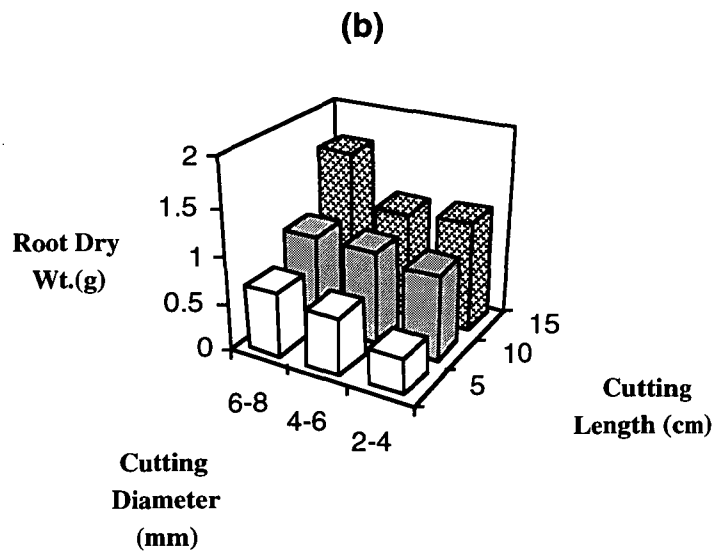 (b)
2
1.5
1
0.5
0
Root Dry
Wt.(g)
6-8
4-6
2-4
5
10
15
Cutting
Length (cm)
Cutting
Diameter
(mm)